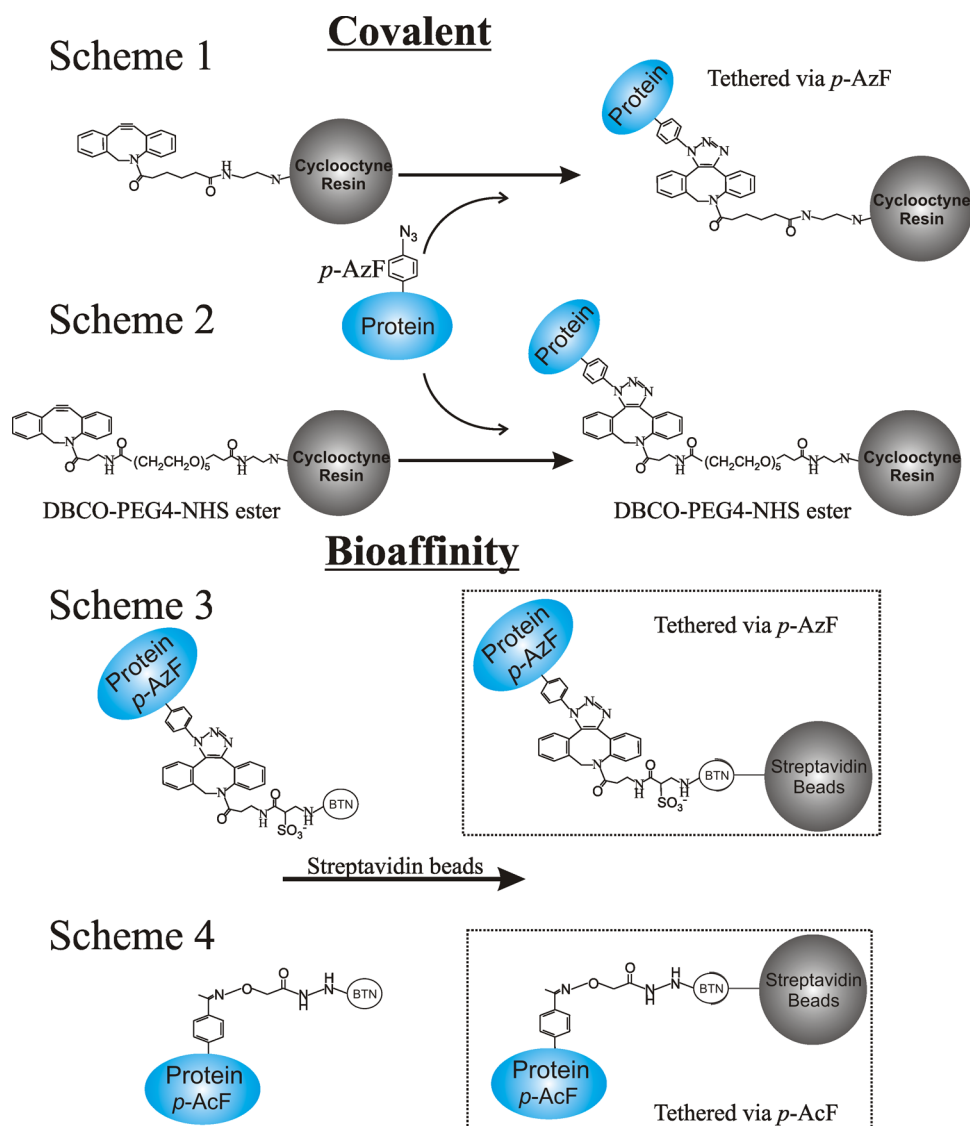 Covalent
Scheme 1
Protein
Tethered via p-AzF
N
N
N
N
O
O
H
N
N
Cyclooctyne
Resin
N
O
O
N
H
N
Cyclooctyne
Resin
N3
p-AzF
Protein
Scheme 2
Protein
N
N
N
N
O
N
H
O
(CH2CH2O)5
O
N
H
N
Cyclooctyne
Resin
N
O
N
H
O
(CH2CH2O)5
O
N
H
N
Cyclooctyne
Resin
DBCO-PEG4-NHS ester
DBCO-PEG4-NHS ester
Bioaffinity
Scheme 3
Protein
p-AzF
N
N
N
N
O
N
H
O
SO3-
H
N
BTN
Protein
p-AzF
Tethered via p-AzF
N
N
N
N
O
N
H
O
SO3-
H
N
BTN
Streptavidin
Beads
Streptavidin beads
Scheme 4
N
O
O
N
H
H
N
BTN
Protein
p-AcF
N
O
O
N
H
H
N
BTN
Streptavidin
Beads
Protein
p-AcF
Tethered via p-AcF